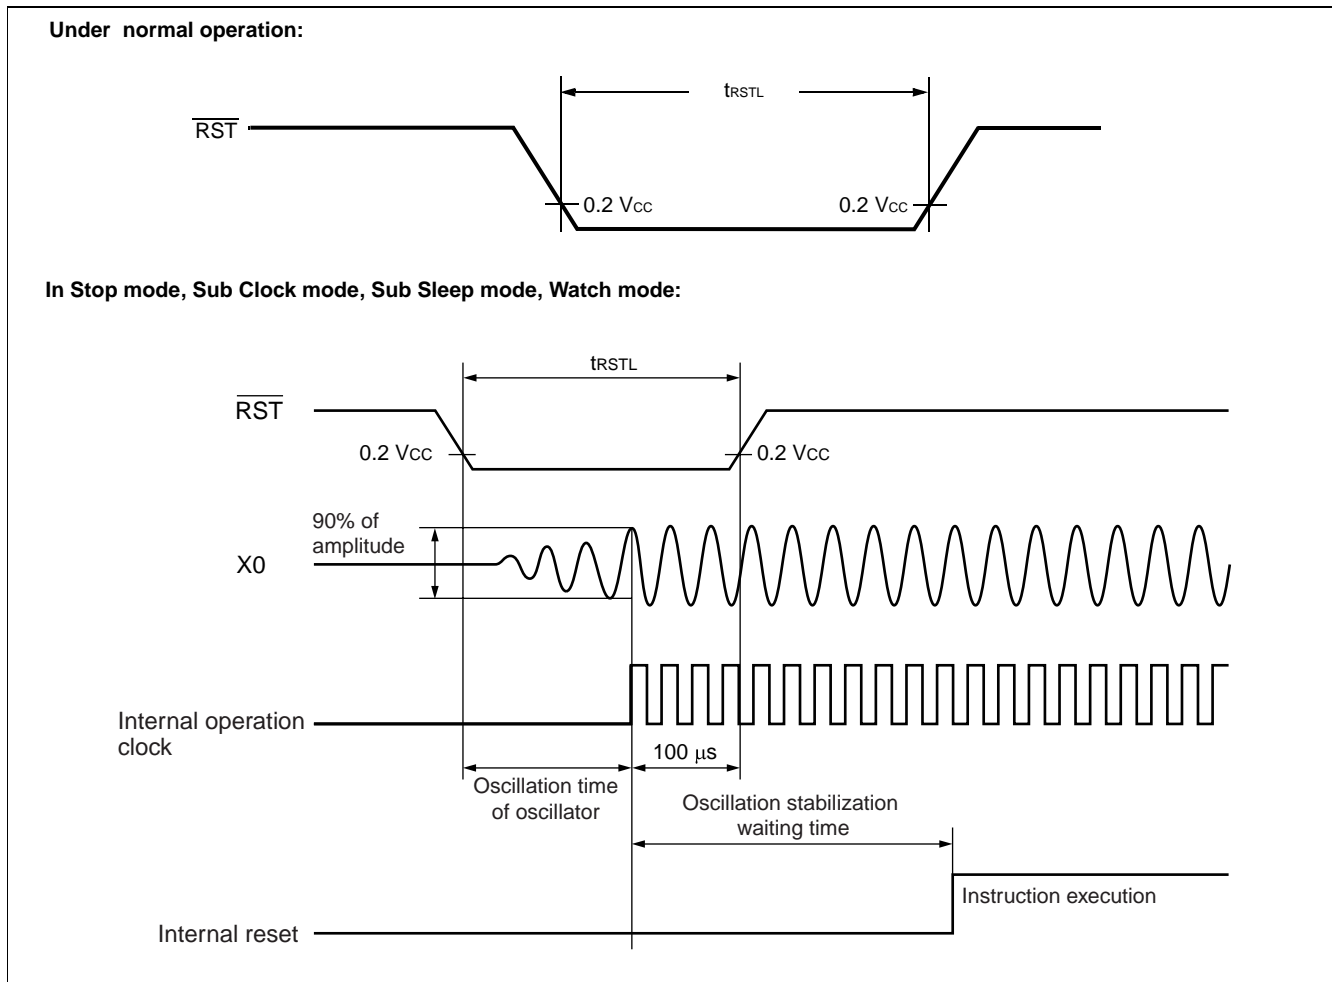 Under normal operation:
tRSTL
RST
0.2 VCC
0.2 VCC
In Stop mode, Sub Clock mode, Sub Sleep mode, Watch mode:
tRSTL
RST
0.2 VCC
0.2 VCC
90% of
amplitude
X0
Internal operation
clock
100 μs
Oscillation time
of oscillator
Oscillation stabilization
waiting time
Instruction execution
Internal reset